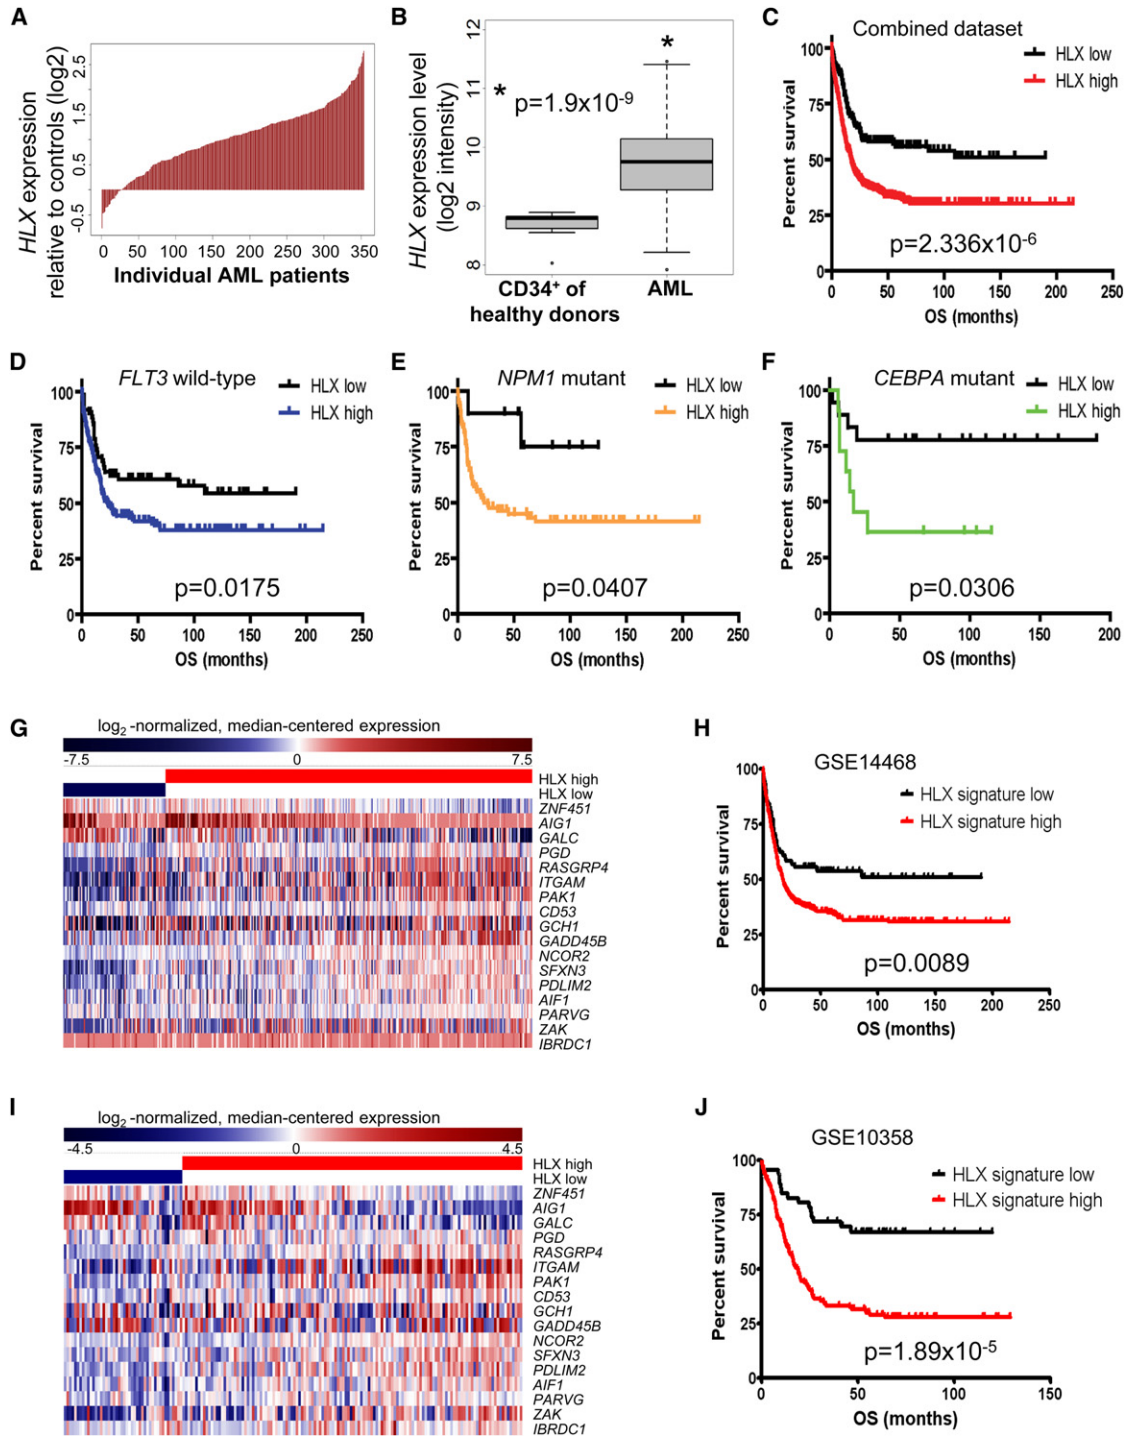 A
HLX expression
relative to controls (log2)
2.5
1.5
0.5
-0.5
0 50 100 150 200 250 300 350
Individual AML patients
B
HLX expression level
(log2 intensity)
12
11
10
9
8
*
* p=1.9x10-9
CD34+ of
healthy donors
AML
C
Combined dataset
HLX low
HLX high
Percent survival
100
75
50
25
0
p=2.336x10-6
0 50 100 150 200 250
OS (months)
D
FLT3 wild-type
HLX low
HLX high
Percent survival
100
75
50
25
0
p=0.0175
0 50 100 150 200 250
OS (months)
E
NPM1 mutant
HLX low
HLX high
Percent survival
100
75
50
25
0
p=0.0407
0 50 100 150 200 250
OS (months)
F
CEBPA mutant
HLX low
HLX high
Percent survival
100
75
50
25
0
p=0.0306
0 50 100 150 200
OS (months)
G
log2 -normalized, median-centered expression
-7.5 0 7.5
HLX high
HLX low
ZNF451
AIG1
GALC
PGD
RASGRP4
ITGAM
PAK1
CD53
GCH1
GADD45B
NCOR2
SFXN3
PDLIM2
AIF1
PARVG
ZAK
IBRDC1
H
GSE14468
HLX signature low
HLX signature high
Percent survival
100
75
50
25
0
p=0.0089
0 50 100 150 200 250
OS (months)
I
log2 -normalized, median-centered expression
-4.5 0 4.5
HLX high
HLX low
ZNF451
AIG1
GALC
PGD
RASGRP4
ITGAM
PAK1
CD53
GCH1
GADD45B
NCOR2
SFXN3
PDLIM2
AIF1
PARVG
ZAK
IBRDC1
J
GSE10358
HLX signature low
HLX signature high
Percent survival
100
75
50
25
0
p=1.89x10-5
0 50 100 150
OS (months)